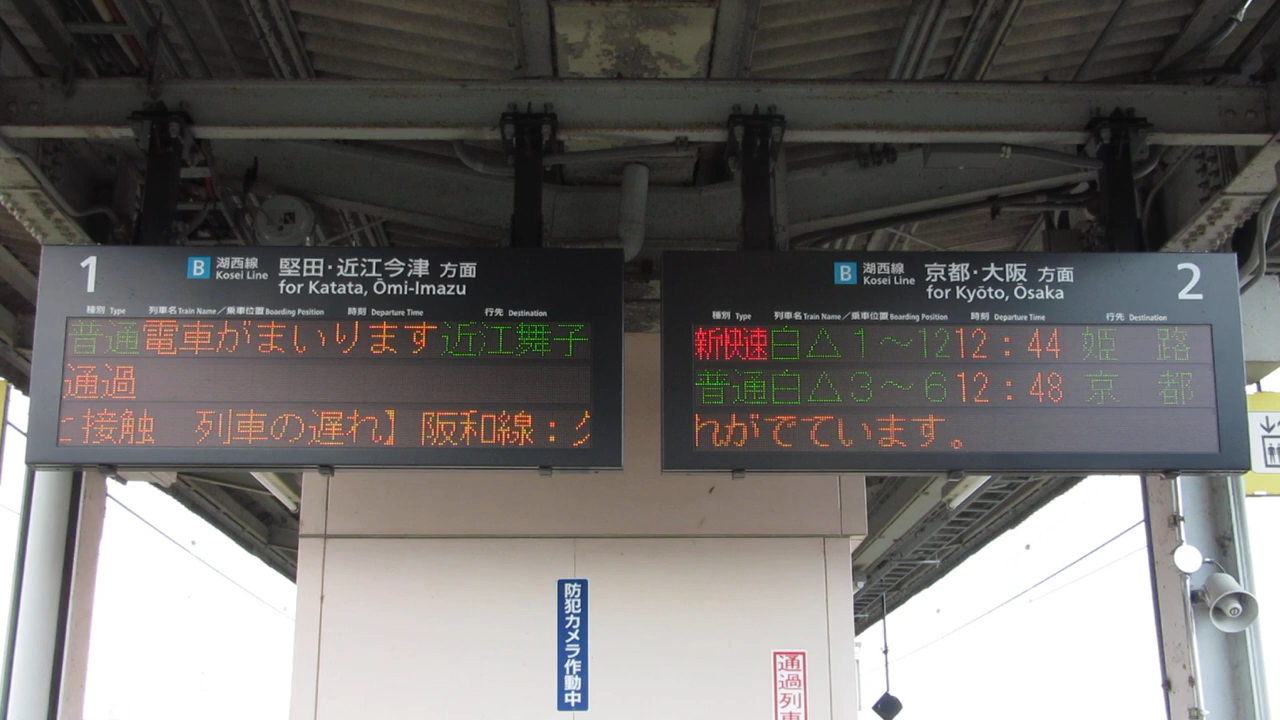 1
B 湖西線 堅田・近江今津 方面
Kosei Line for Katata, Ōmi-Imazu
種別 Type 列車名 Train Name／乗車位置 Boarding Position 時刻 Departure Time 行先 Destination
普通 電車がまいります 近江舞子
通過
に接触 列車の遅れ】 阪和線：
B 湖西線 京都・大阪 方面
Kosei Line for Kyōto, Ōsaka
2
種別 Type 列車名 Train Name／乗車位置 Boarding Position 時刻 Departure Time 行先 Destination
新快速 白△1～12 12：44 姫 路
普通 白△3～6 12：48 京 都
れがでています。
防犯カメラ作動中
通過列車